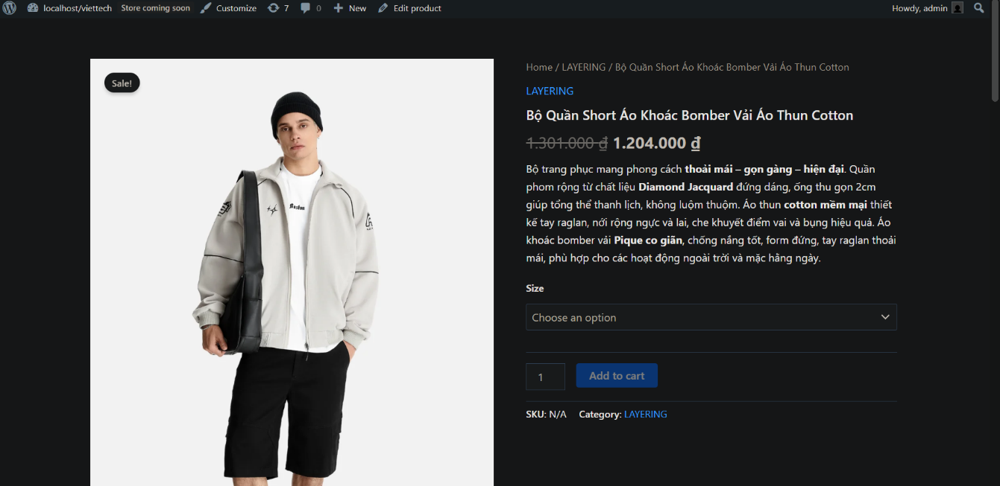 localhost/viettech Store coming soon Customize 7 0 New Edit product Howdy, admin
Sale!
Home / LAYERING / Bộ Quần Short Áo Khoác Bomber Vải Áo Thun Cotton
LAYERING
Bộ Quần Short Áo Khoác Bomber Vải Áo Thun Cotton
1.301.000 ₫ 1.204.000 ₫
Bộ trang phục mang phong cách thoải mái – gọn gàng – hiện đại. Quần
phom rộng từ chất liệu Diamond Jacquard đứng dáng, ống thu gọn 2cm
giúp tổng thể thanh lịch, không luộm thuộm. Áo thun cotton mềm mại thiết
kế tay raglan, nới rộng ngực và lai, che khuyết điểm vai và bụng hiệu quả. Áo
khoác bomber vải Pique co giãn, chống nắng tốt, form đứng, tay raglan thoải
mái, phù hợp cho các hoạt động ngoài trời và mặc hằng ngày.
Size
Choose an option
1 Add to cart
SKU: N/A Category: LAYERING